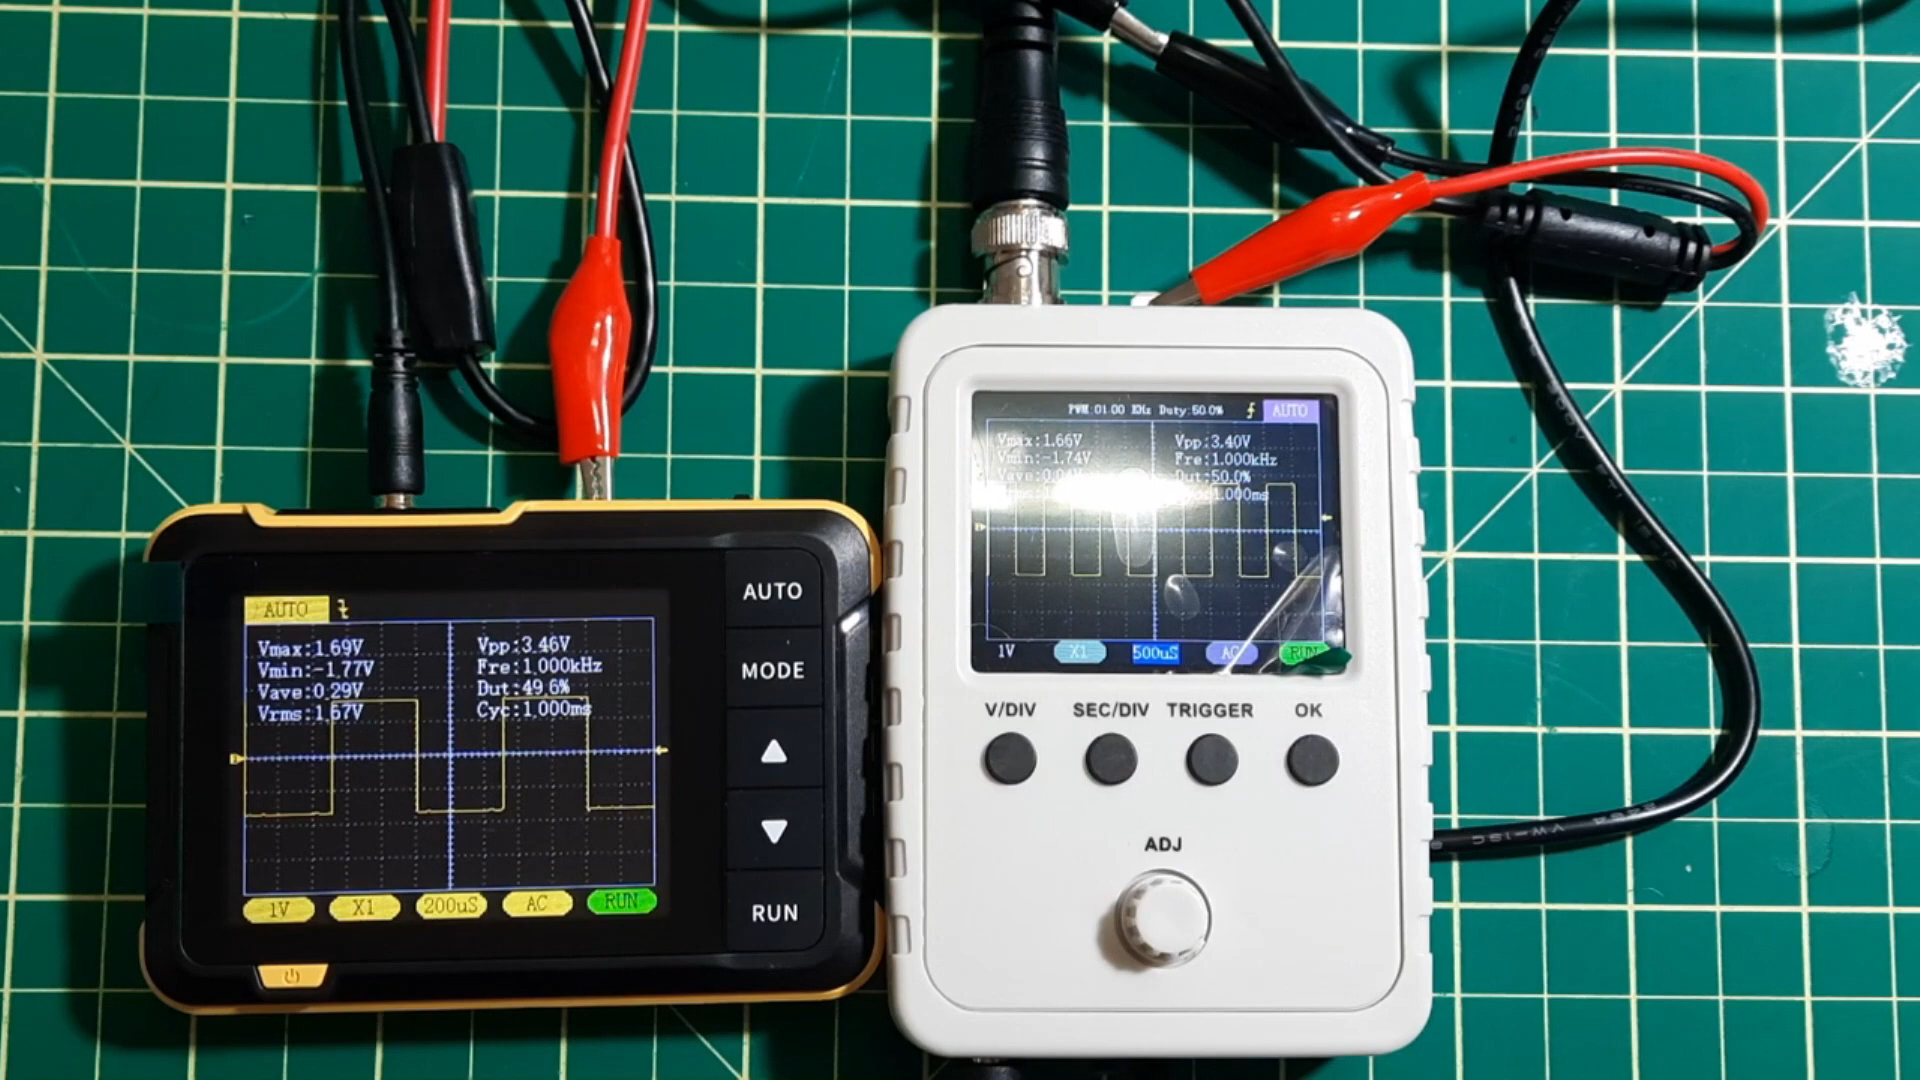 AUTO
Vmax:1.69V
Vmin:-1.77V
Vave:0.29V
Vrms:1.67V
Vpp:3.46V
Fre:1.000kHz
Dut:49.6%
Cyc:1.000ms
1V X1 200uS AC RUN
AUTO
MODE
RUN
PWM 01.00 KHz Duty:50.0% AUTO
Vmax:1.66V
Vmin:-1.74V
Vpp:3.40V
Fre:1.000kHz
Dut:50.0%
1.000ms
1V X1 500uS AC RUN
V/DIV SEC/DIV TRIGGER OK
ADJ